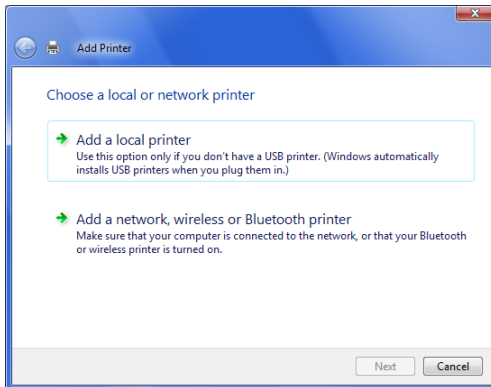 Add Printer
Choose a local or network printer
Add a local printer
Use this option only if you don't have a USB printer. (Windows automatically
installs USB printers when you plug them in.)
Add a network, wireless or Bluetooth printer
Make sure that your computer is connected to the network, or that your Bluetooth
or wireless printer is turned on.
Next Cancel